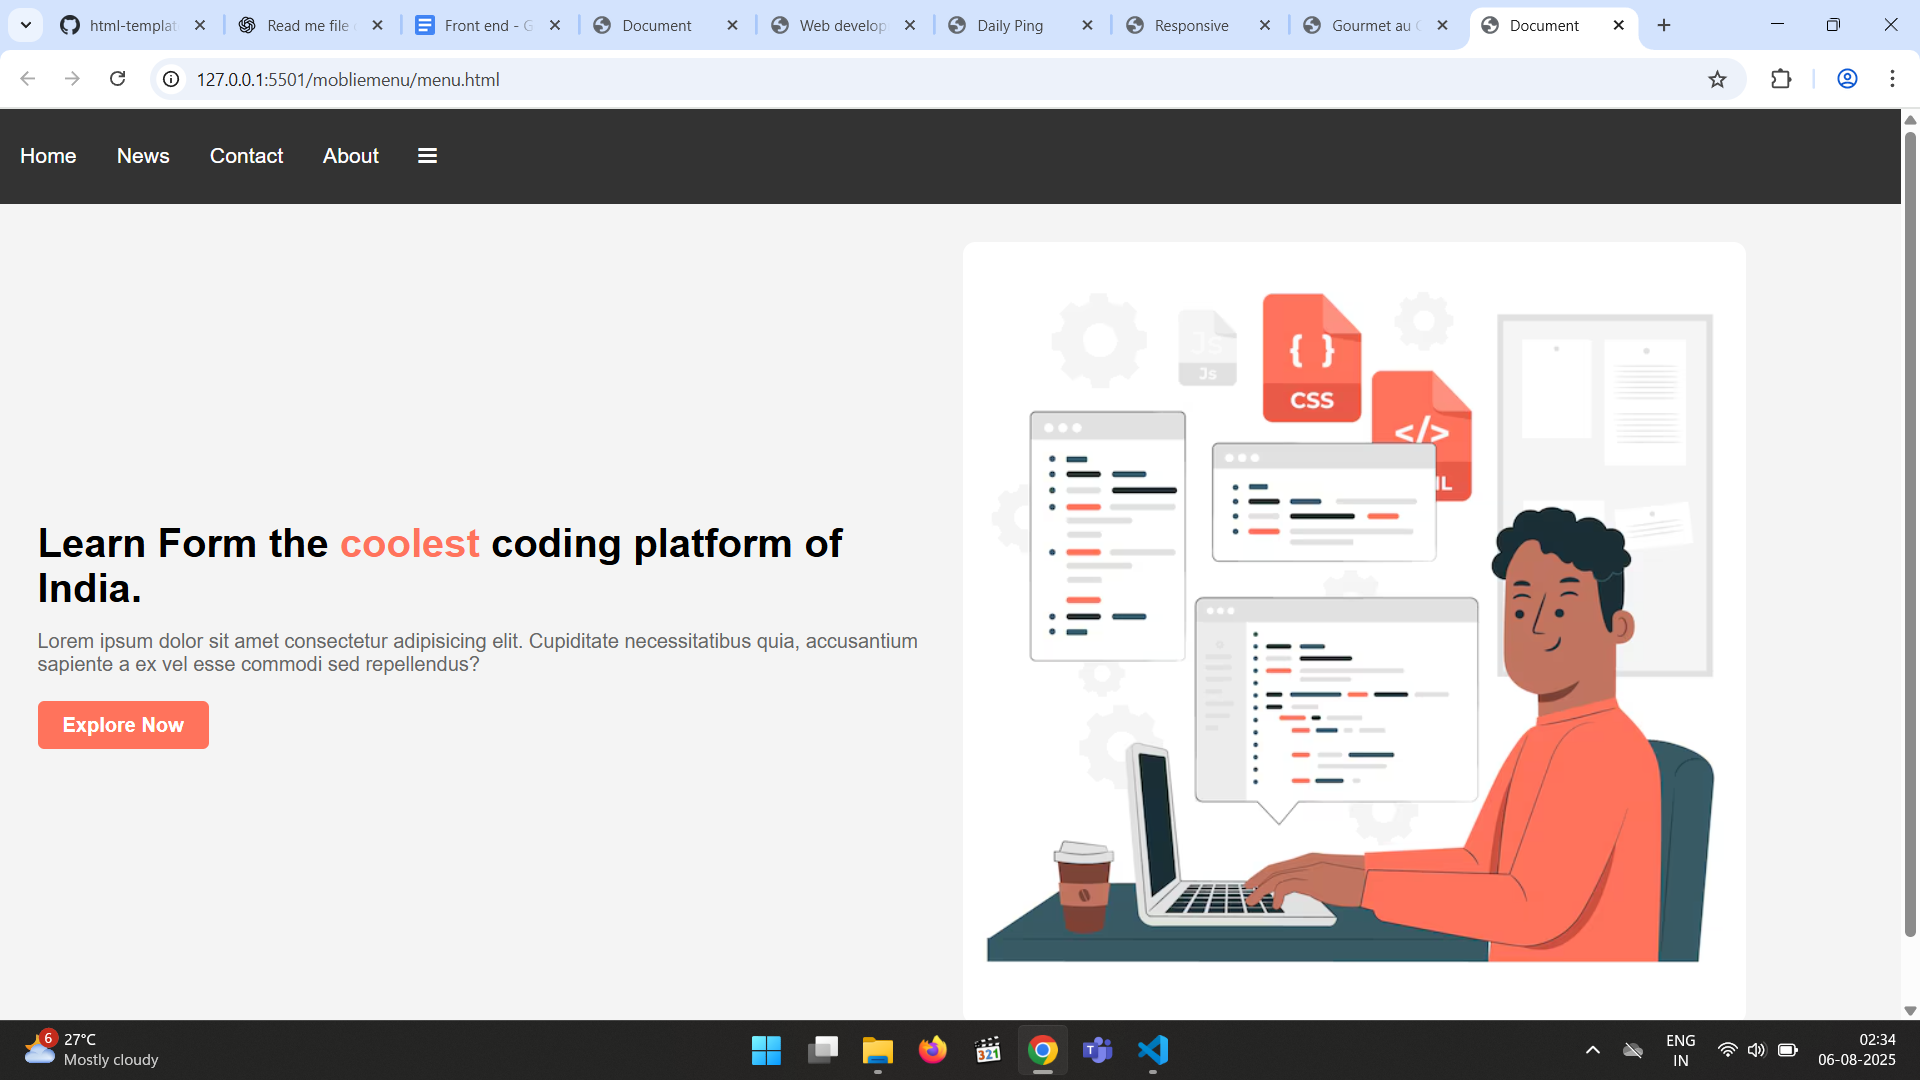 html-templat
Read me file
Front end - G
Document
Web develop
Daily Ping
Responsive
Gourmet au C
Document
127.0.0.1:5501/mobliemenu/menu.html
Home News Contact About
Js
Js
{ }
CSS
</>
Learn Form the coolest coding platform of
India.
Lorem ipsum dolor sit amet consectetur adipisicing elit. Cupiditate necessitatibus quia, accusantium
sapiente a ex vel esse commodi sed repellendus?
Explore Now
6
27°C
Mostly cloudy
321
T
ENG
IN
02:34
06-08-2025